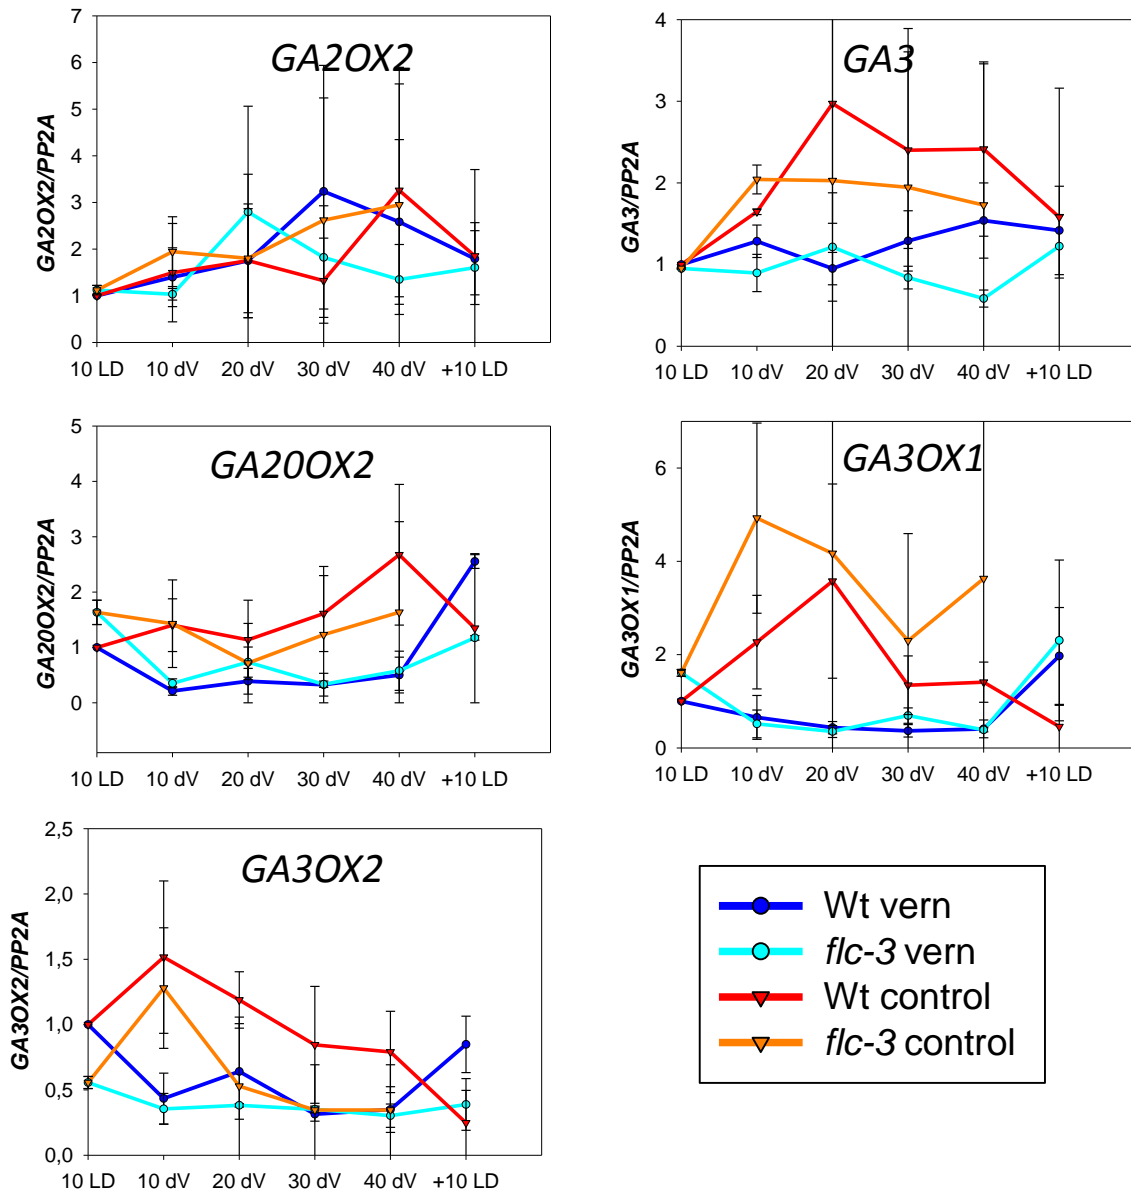 GA2OX2
GA2OX2/PP2A
7
6
5
4
3
2
1
0
10 LD 10 dV 20 dV 30 dV 40 dV +10 LD
GA3
GA3/PP2A
4
3
2
1
0
10 LD 10 dV 20 dV 30 dV 40 dV +10 LD
GA20OX2
GA20OX2/PP2A
5
4
3
2
1
0
10 LD 10 dV 20 dV 30 dV 40 dV +10 LD
GA3OX1
GA3OX1/PP2A
6
4
2
0
10 LD 10 dV 20 dV 30 dV 40 dV +10 LD
GA3OX2
GA3OX2/PP2A
2,5
2,0
1,5
1,0
0,5
0,0
10 LD 10 dV 20 dV 30 dV 40 dV +10 LD
Wt vern
flc-3 vern
Wt control
flc-3 control